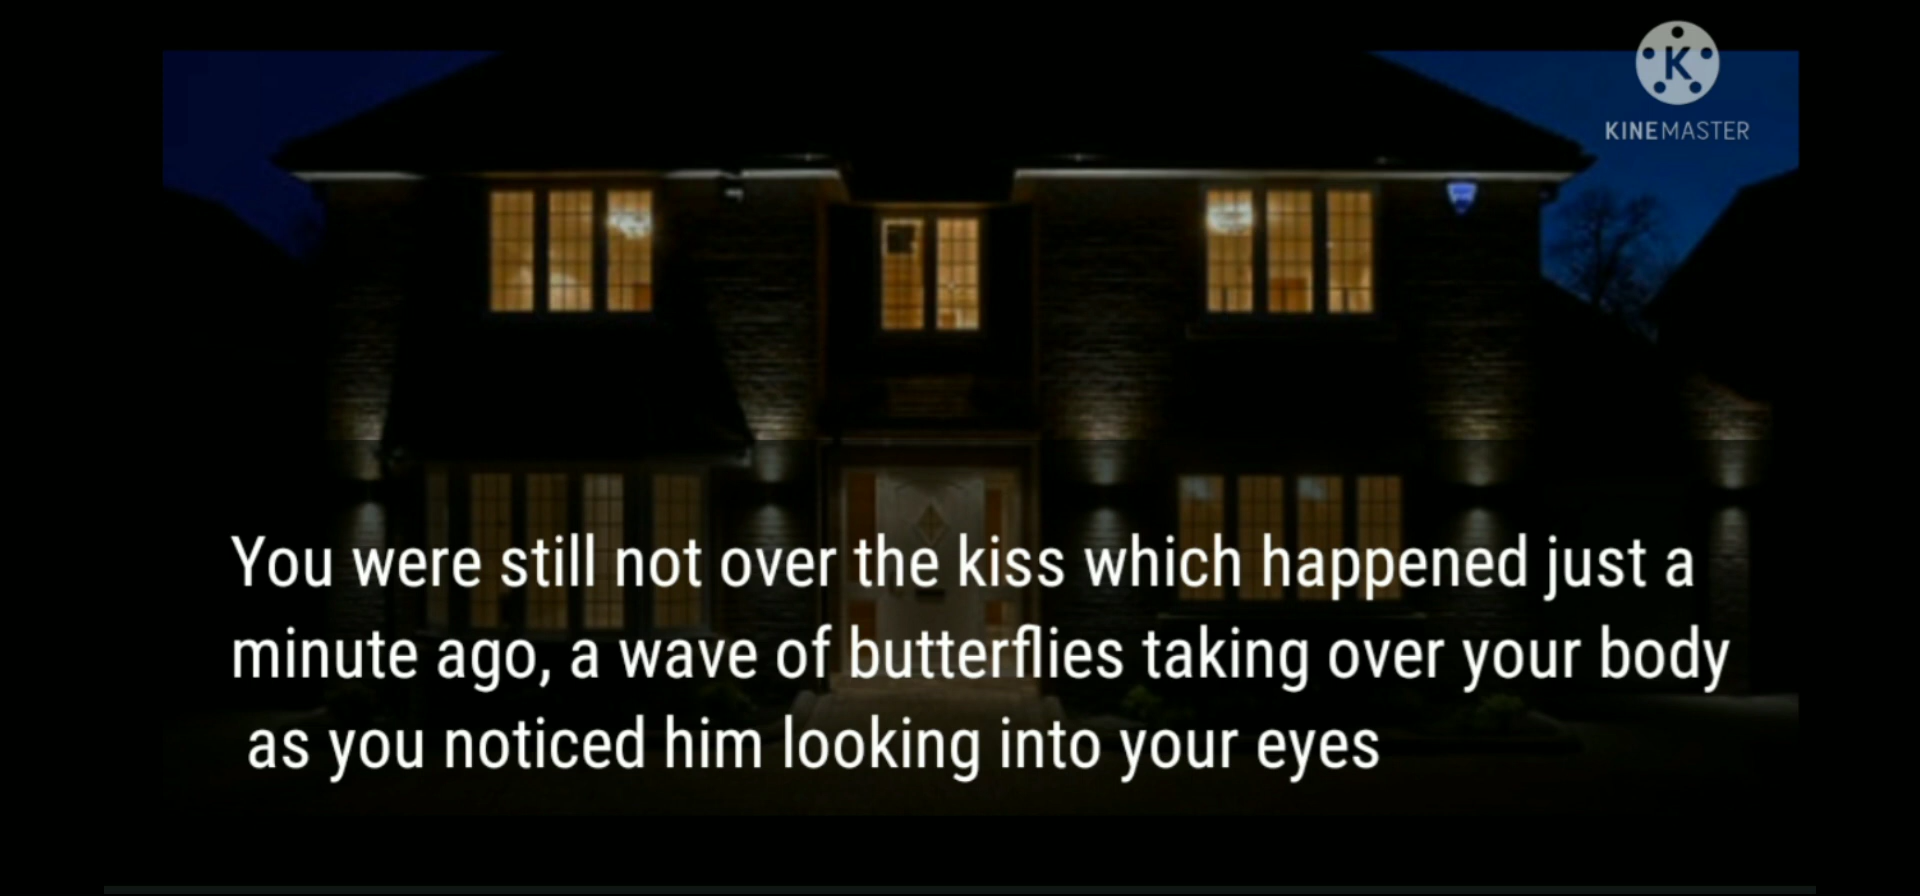 K
KINEMASTER
You were still not over the kiss which happened just a
minute ago, a wave of butterflies taking over your body
as you noticed him looking into your eyes